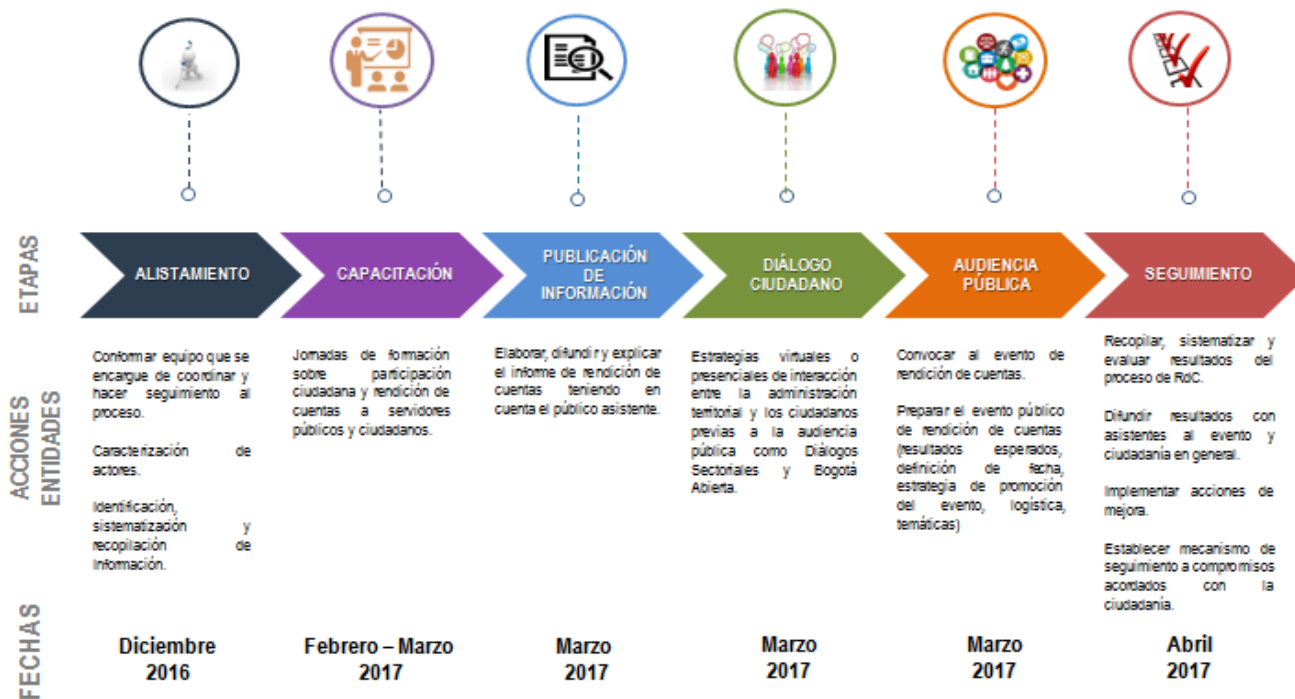 ETAPAS
ALISTAMIENTO
CAPACITACIÓN
PUBLICACIÓN
DE
INFORMACIÓN
DIÁLOGO
CIUDADANO
AUDIENCIA
PÚBLICA
SEGUIMIENTO
ACCIONES
ENTIDADES
Conformar equipo que se
encargue de coordinar y
hacer seguimiento al
proceso.
Caracterización de
actores.
Identificación,
sistematización y
recopilación de
Información.
Jornadas de formación
sobre participación
ciudadana y rendición de
cuentas a servidores
públicos y ciudadanos.
Elaborar, difundir y explicar
el informe de rendición de
cuentas teniendo en
cuenta el público asistente.
Estrategias virtuales o
presenciales de interacción
entre la administración
territorial y los ciudadanos
previas a la audiencia
pública como Diálogos
Sectoriales y Bogotá
Abierta.
Convocar al evento de
rendición de cuentas.
Preparar el evento público
de rendición de cuentas
(resultados esperados,
definición de fecha,
estrategia de promoción
del evento, logística,
temáticas)
Recopilar, sistematizar y
evaluar resultados del
proceso de RdC.
Difundir resultados con
asistentes al evento y
ciudadanía en general.
Implementar acciones de
mejora.
Establecer mecanismo de
seguimiento a compromisos
acordados con la
ciudadanía.
FECHAS
Diciembre
2016
Febrero – Marzo
2017
Marzo
2017
Marzo
2017
Marzo
2017
Abril
2017